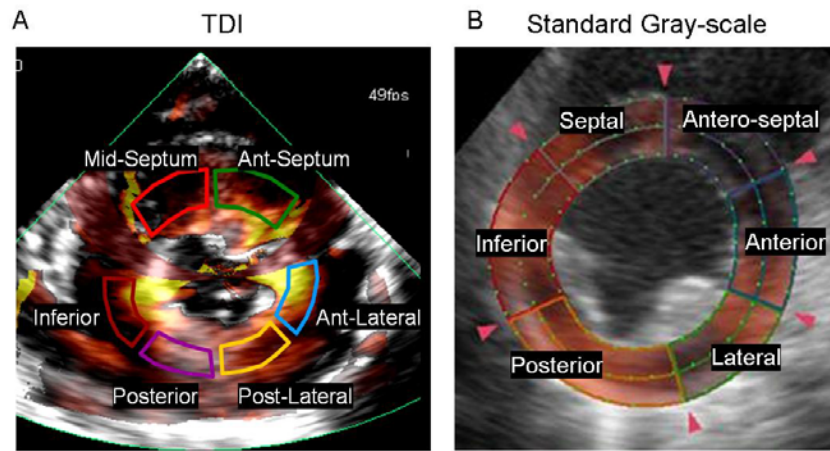 A
TDI
49fps
Mid-Septum
Ant-Septum
Inferior
Ant-Lateral
Posterior
Post-Lateral
B
Standard Gray-scale
Septal
Antero-septal
Inferior
Anterior
Posterior
Lateral